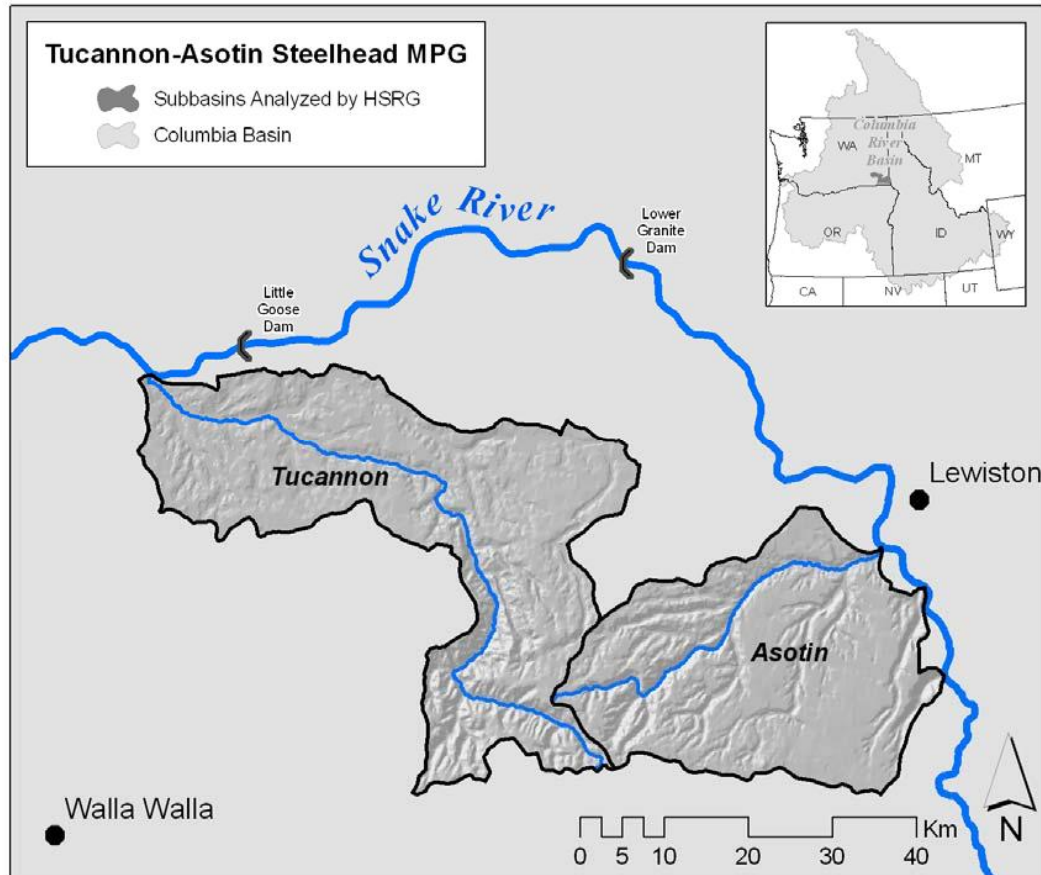 Tucannon-Asotin Steelhead MPG
Subbasins Analyzed by HSRG
Columbia Basin
Columbia
River
Basin
WA
MT
OR
ID
WY
CA
NV
UT
Snake River
Lower
Granite
Dam
Little
Goose
Dam
Tucannon
Lewiston
Asotin
Walla Walla
Km
0 5 10 20 30 40
N